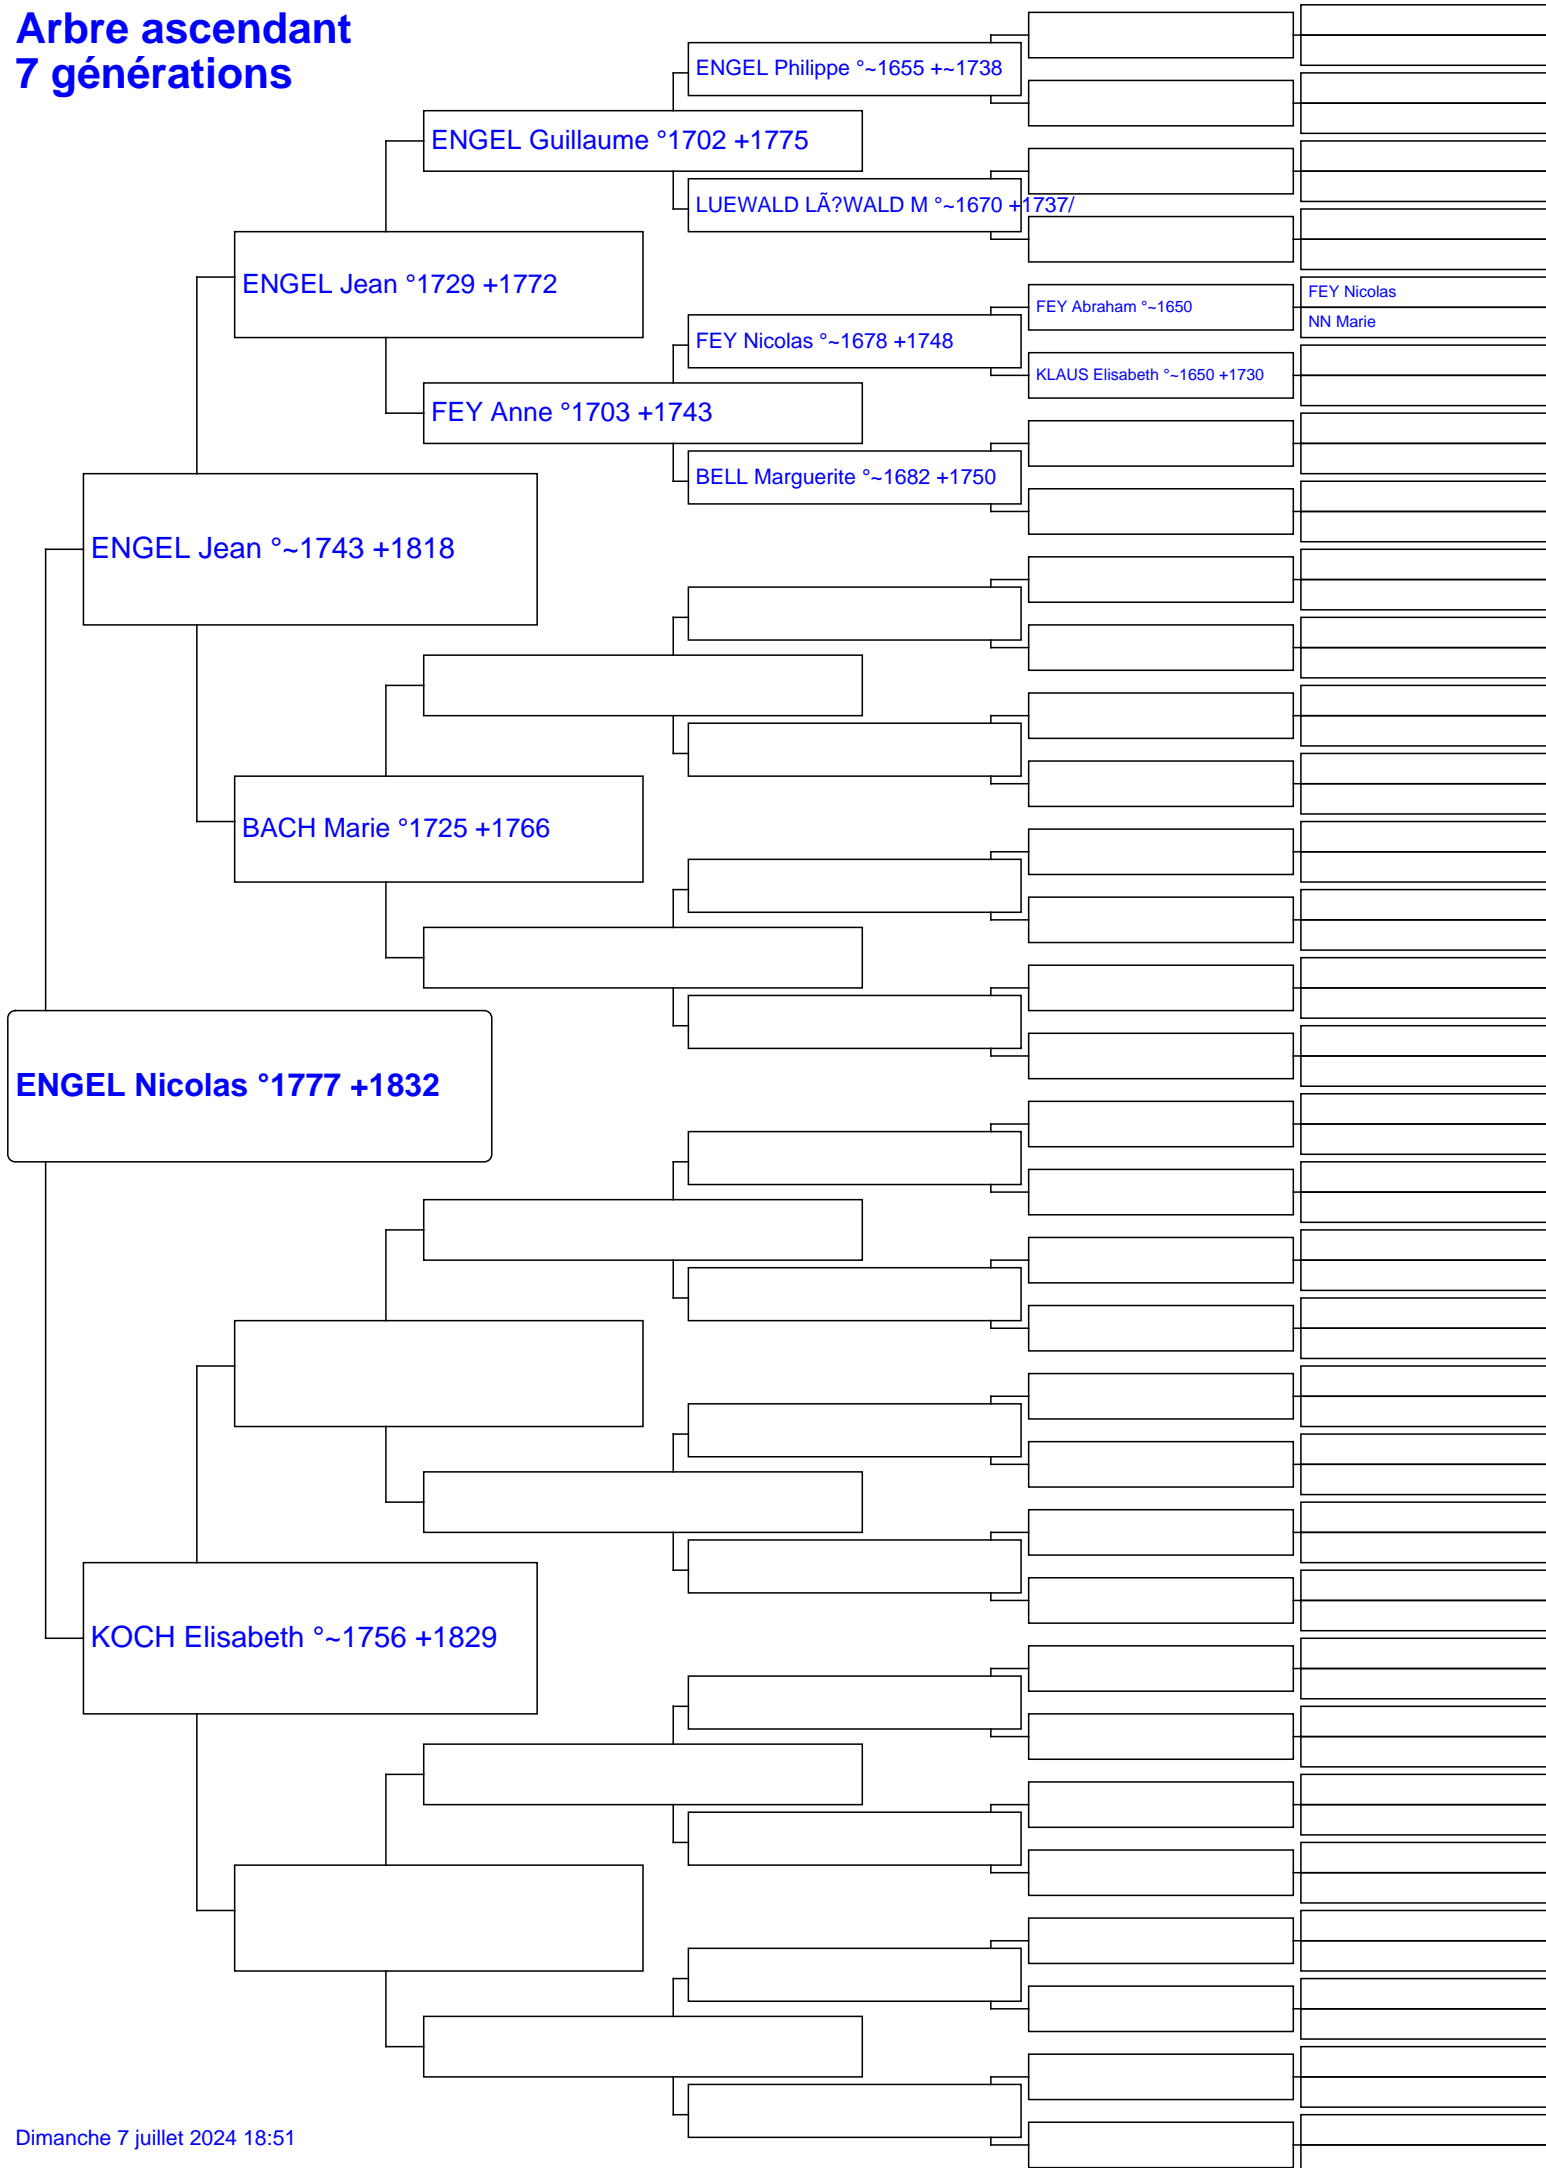 Arbre ascendant
7 générations
ENGEL Philippe °~1655 +~1738
ENGEL Guillaume °1702 +1775
LUEWALD LÃ?WALD M °~1670 +1737/
ENGEL Jean °1729 +1772
FEY Nicolas
FEY Abraham °~1650
NN Marie
FEY Nicolas °~1678 +1748
KLAUS Elisabeth °~1650 +1730
FEY Anne °1703 +1743
BELL Marguerite °~1682 +1750
ENGEL Jean °~1743 +1818
BACH Marie °1725 +1766
ENGEL Nicolas °1777 +1832
KOCH Elisabeth °~1756 +1829
Dimanche 7 juillet 2024 18:51